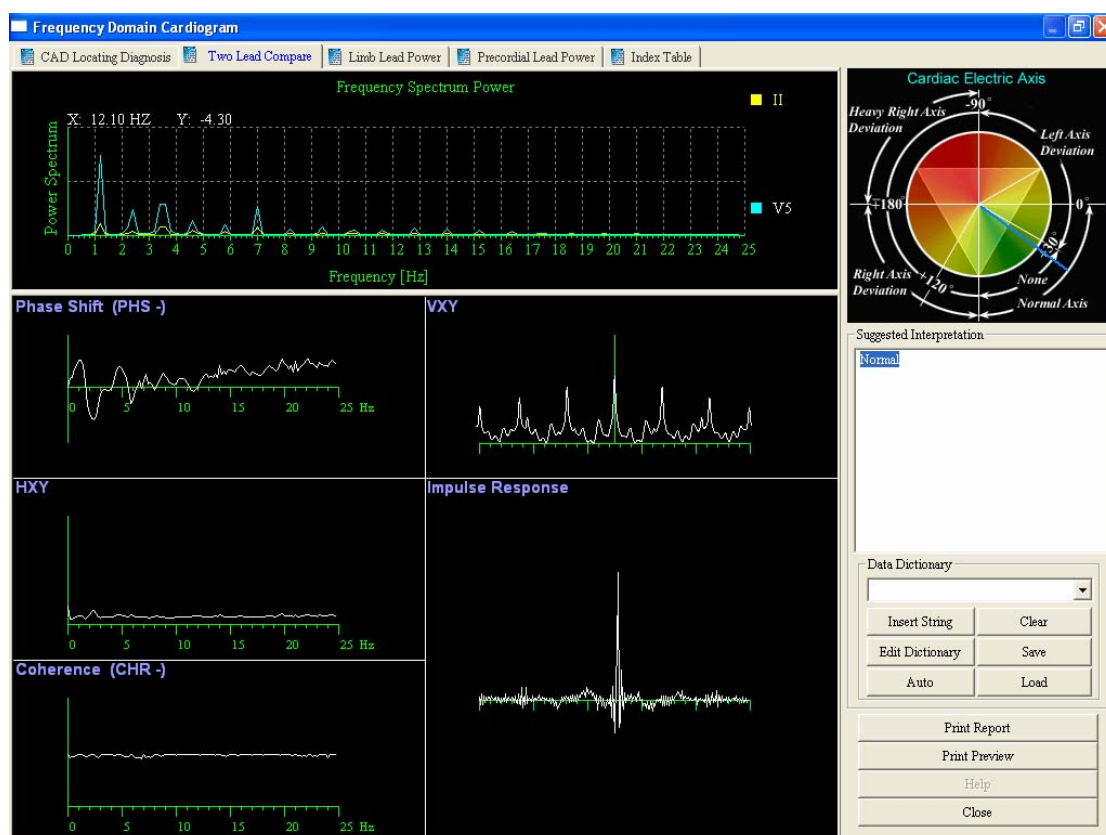 Frequency Domain Cardiogram
CAD Locating Diagnosis
Two Lead Compare
Limb Lead Power
Precordial Lead Power
Index Table
Frequency Spectrum Power
II
X: 12.10 HZ Y: -4.30
Power Spectrum
V5
0 1 2 3 4 5 6 7 8 9 10 11 12 13 14 15 16 17 18 19 20 21 22 23 24 25
Frequency [Hz]
Cardiac Electric Axis
-90°
Heavy Right Axis
Deviation
Left Axis
Deviation
+180°
0°
+30°
+120°
Right Axis
Deviation
None
Normal Axis
Phase Shift (PHS -)
0 5 10 15 20 25 Hz
VXY
HXY
0 5 10 15 20 25 Hz
Impulse Response
Coherence (CHR -)
0 5 10 15 20 25 Hz
Suggested Interpretation
Normal
Data Dictionary
Insert String
Clear
Edit Dictionary
Save
Auto
Load
Print Report
Print Preview
Help
Close